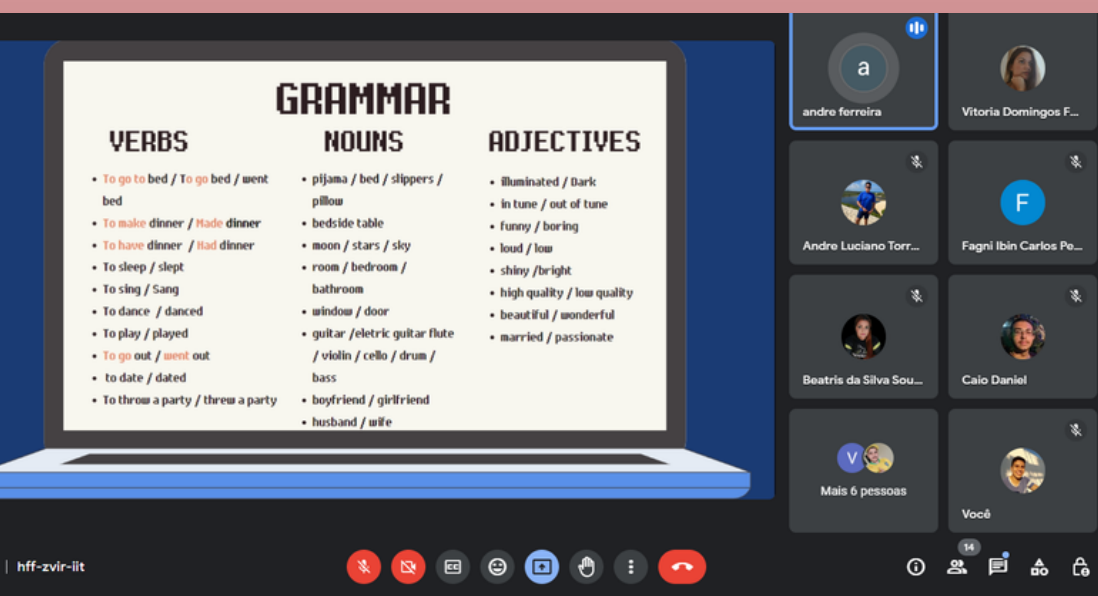 GRAMMAR
VERBS
• To go to bed / To go bed / went
bed
• To make dinner / Made dinner
• To have dinner / Had dinner
• To sleep / slept
• To sing / Sang
• To dance / danced
• To play / played
• To go out / went out
• to date / dated
• To throw a party / threw a party
NOUNS
• pijama / bed / slippers /
pillow
• bedside table
• moon / stars / sky
• room / bedroom /
bathroom
• window / door
• guitar /eletric guitar flute
/ violin / cello / drum /
bass
• boyfriend / girlfriend
• husband / wife
ADJECTIVES
• illuminated / Dark
• in tune / out of tune
• funny / boring
• loud / low
• shiny /bright
• high quality / low quality
• beautiful / wonderful
• married / passionate
a
andre ferreira
Vitoria Domingos F...
Andre Luciano Torr...
F
Fagni Ibin Carlos Pe...
Beatris da Silva Sou...
Caio Daniel
V
Mais 6 pessoas
Você
| hff-zvir-iit
CC
14